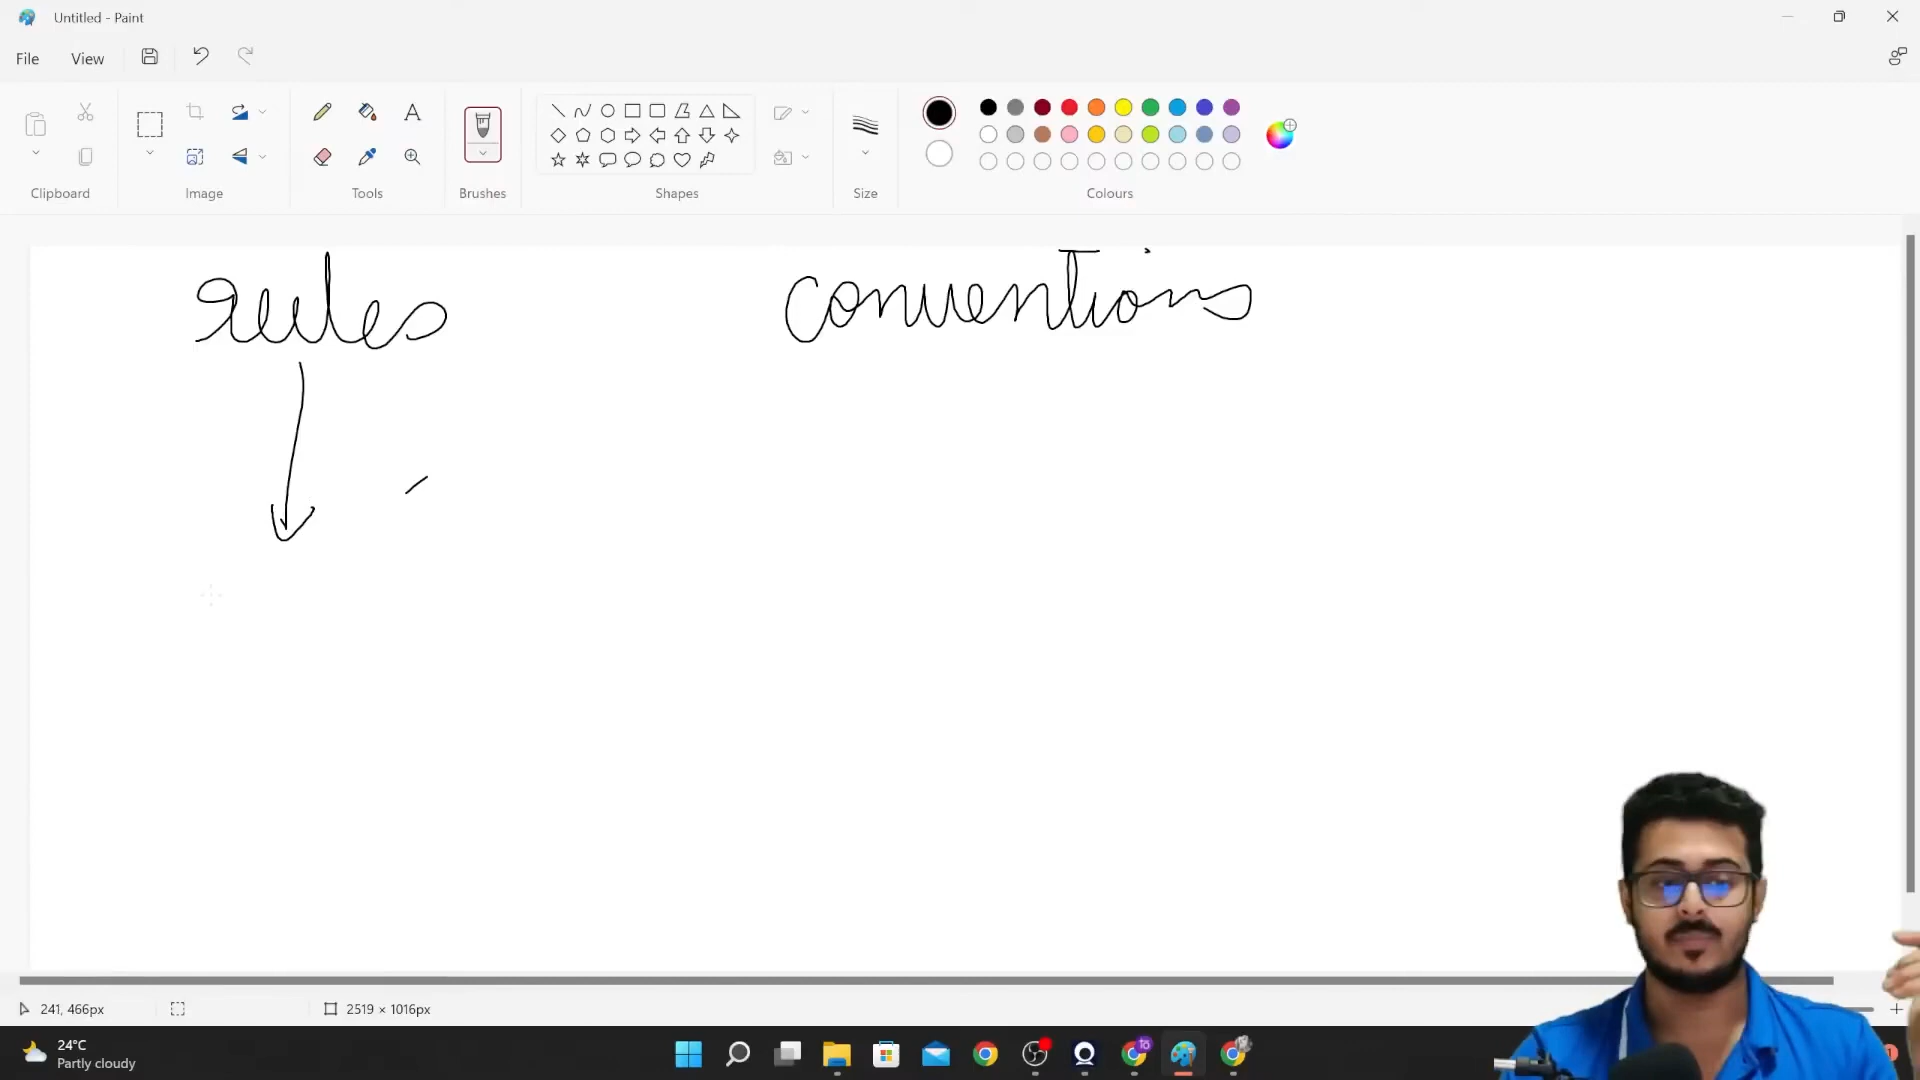 Untitled - Paint
File View
Clipboard Image Tools Brushes Shapes Size Colours
rules conventions
241, 466px 2519 × 1016px
24°C
Partly cloudy